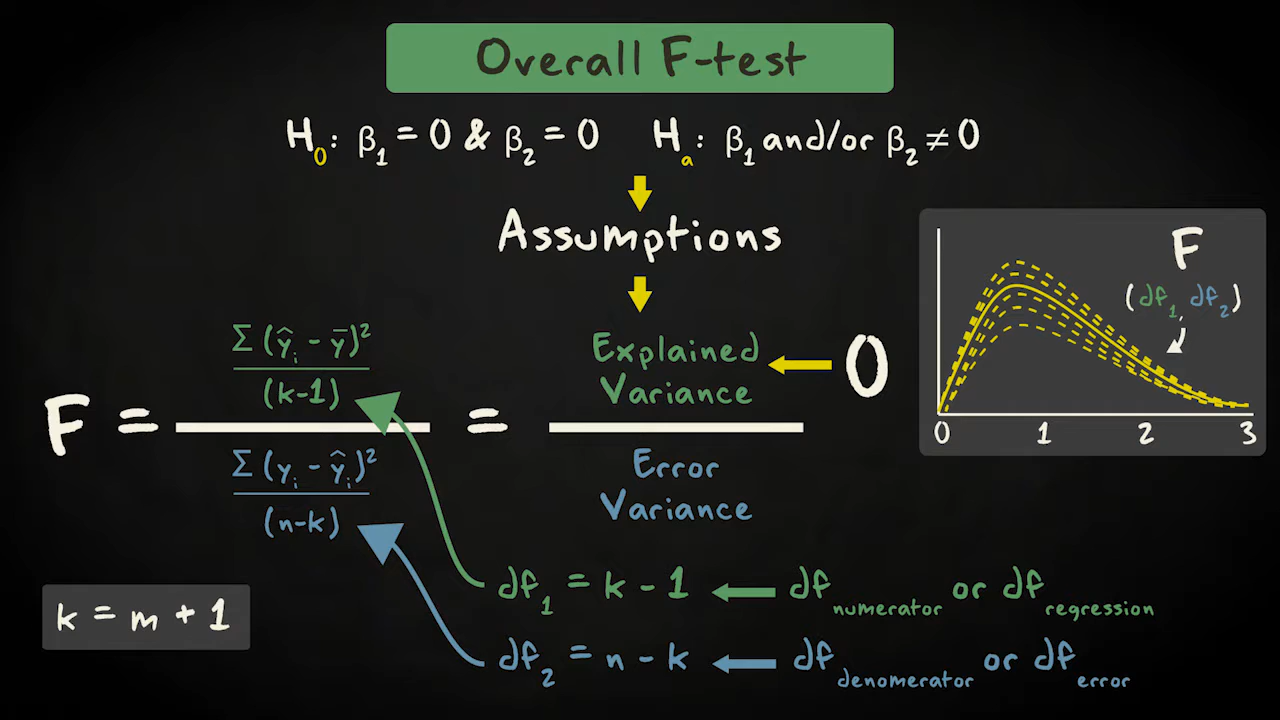 Overall F-test
H₀: β₁ = 0 & β₂ = 0 Hₐ: β₁ and/or β₂ ≠ 0
Assumptions
F = Σ(ŷᵢ - ȳ)² / (k-1)
Σ(yᵢ - ŷᵢ)² / (n-k)
= Explained
Variance
Error
Variance
0
F
(df₁, df₂)
0 1 2 3
df₁ = k - 1 df numerator or df regression
k = m + 1
df₂ = n - k df denomerator or df error